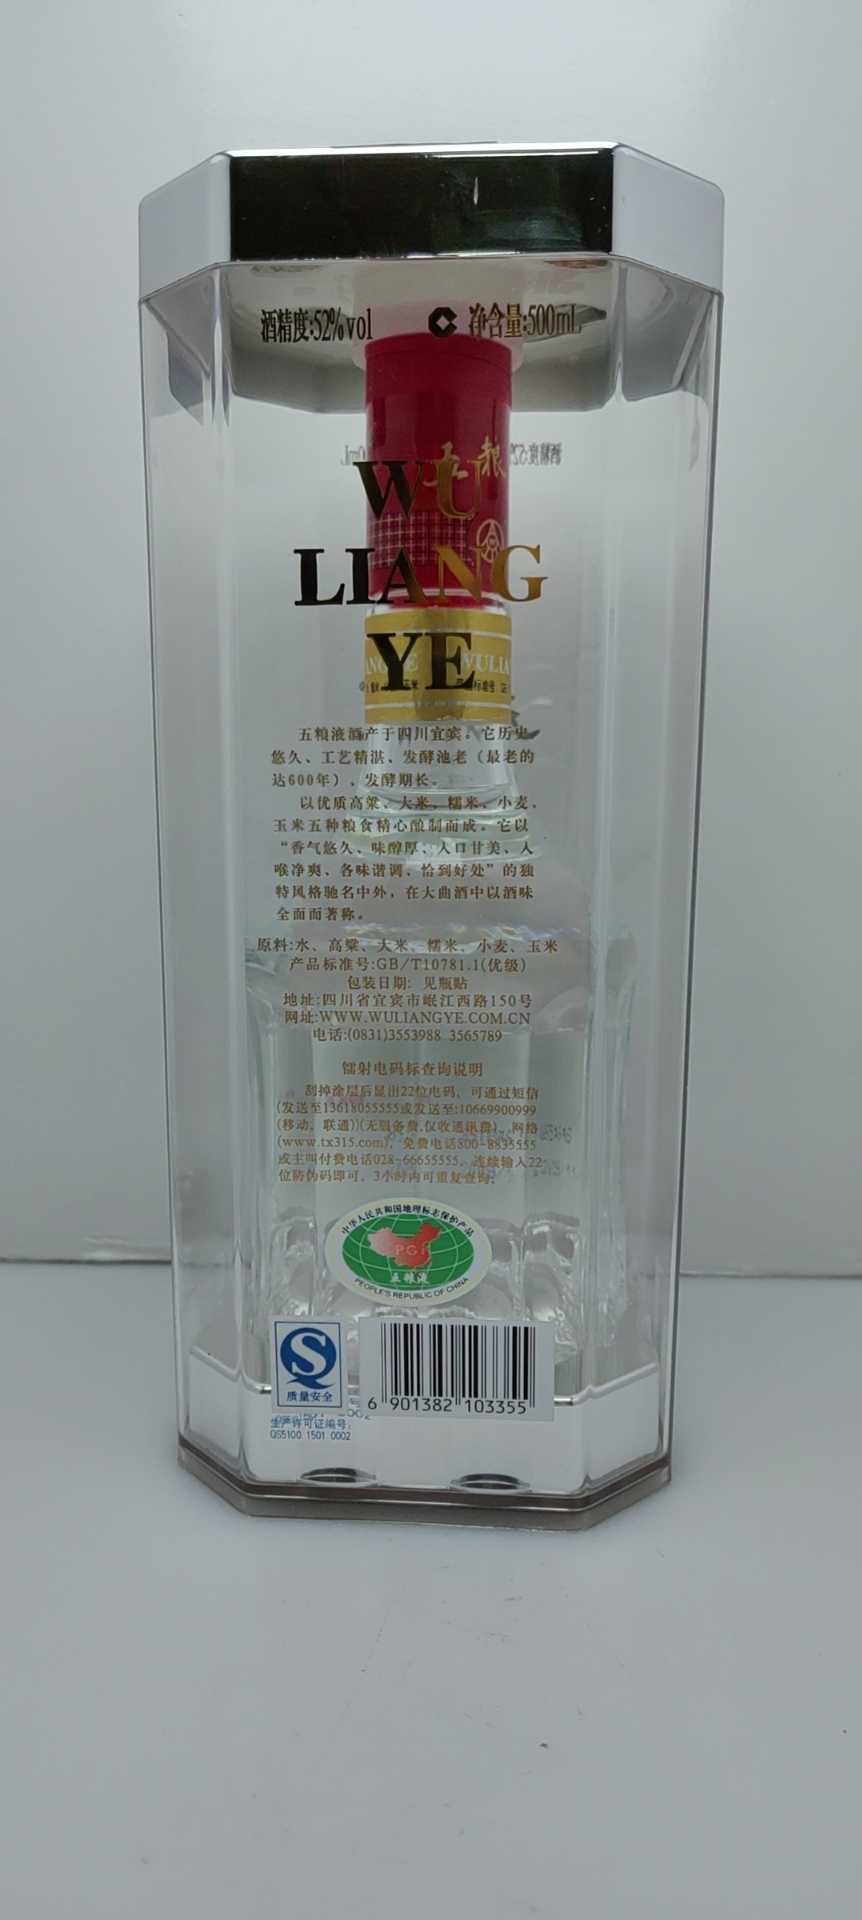 酒精度:52%vol 净含量:500mL
五粮
WU
LIANG
YE
五粮液酒产于四川宜宾。它历史
悠久、工艺精湛、发酵池老（最老的
达600年）、发酵期长。
以优质高粱、大米、糯米、小麦、
玉米五种粮食精心酿制而成。它以
“香气悠久、味醇厚、入口甘美、入
喉净爽、各味谐调、恰到好处”的独
特风格驰名中外，在大曲酒中以酒味
全面而著称。
原料:水、高粱、大米、糯米、小麦、玉米
产品标准号:GB/T10781.1(优级)
包装日期: 见瓶贴
地址:四川省宜宾市岷江西路150号
网址:WWW.WULIANGYE.COM.CN
电话:(0831)3553988 3565789
镭射电码标查询说明
刮掉涂层后显出22位电码，可通过短信
(发送至13618055555或发送至:10669900999
(移动、联通))(无服务费,仅收通讯费)、网络
(www.tx315.com)、免费电话800-8835555
或主叫付费电话028-66655555，连续输入22
位防伪码即可。3小时内可重复查询。
中华人民共和国地理标志保护产品
PGI
五粮液
PEOPLE'S REPUBLIC OF CHINA
质量安全
生产许可证编号:
QS5100 1501 0002
6 901382 103355